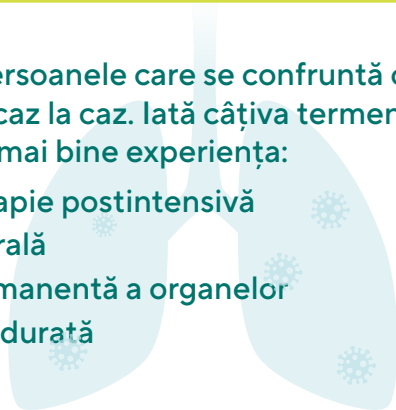 ersoanele care se confruntă c
caz la caz. Iată câțiva termen
mai bine experiența:
apie postintensivă
rală
manentă a organelor
durată